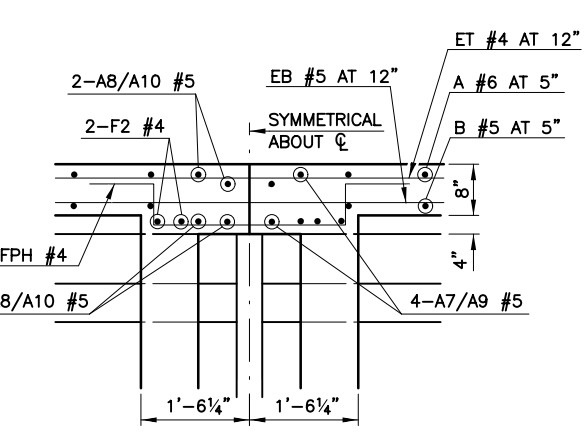 ET #4 AT 12"
2-A8/A10 #5
EB #5 AT 12"
A #6 AT 5"
SYMMETRICAL
ABOUT ℄
2-F2 #4
B #5 AT 5"
8"
4"
FPH #4
8/A10 #5
4-A7/A9 #5
1'-6¼"
1'-6¼"